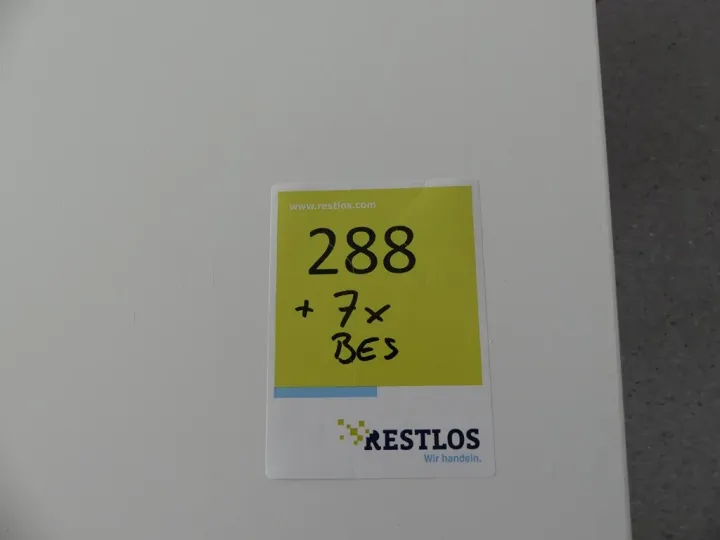 www.restlos.com
288
+ 7x
BES
RESTLOS
Wir handeln.